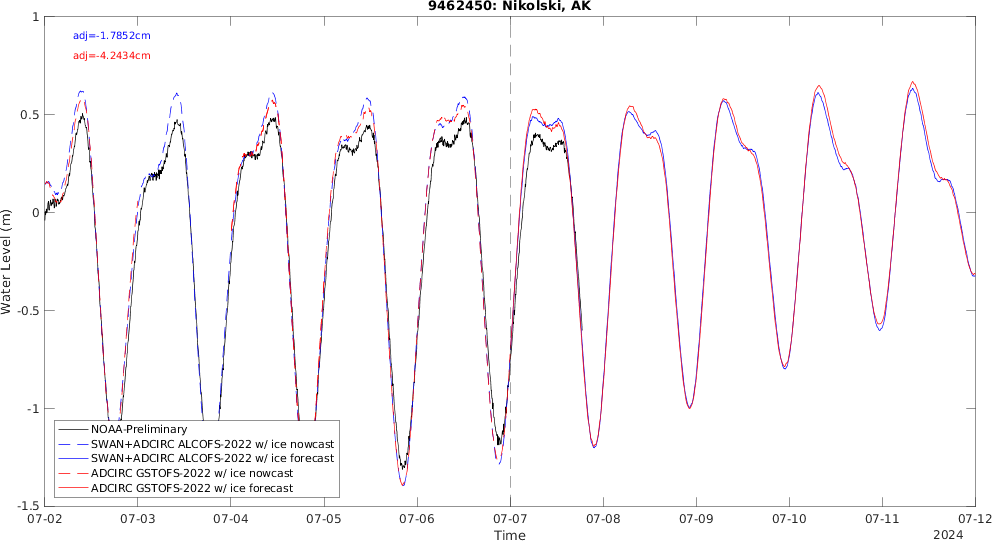 9462450: Nikolski, AK
adj=-1.7852cm
adj=-4.2434cm
Water Level (m)
1
0.5
0
-0.5
-1
-1.5
NOAA-Preliminary
SWAN+ADCIRC ALCOFS-2022 w/ ice nowcast
SWAN+ADCIRC ALCOFS-2022 w/ ice forecast
ADCIRC GSTOFS-2022 w/ ice nowcast
ADCIRC GSTOFS-2022 w/ ice forecast
07-02 07-03 07-04 07-05 07-06 07-07 07-08 07-09 07-10 07-11 07-12
Time
2024